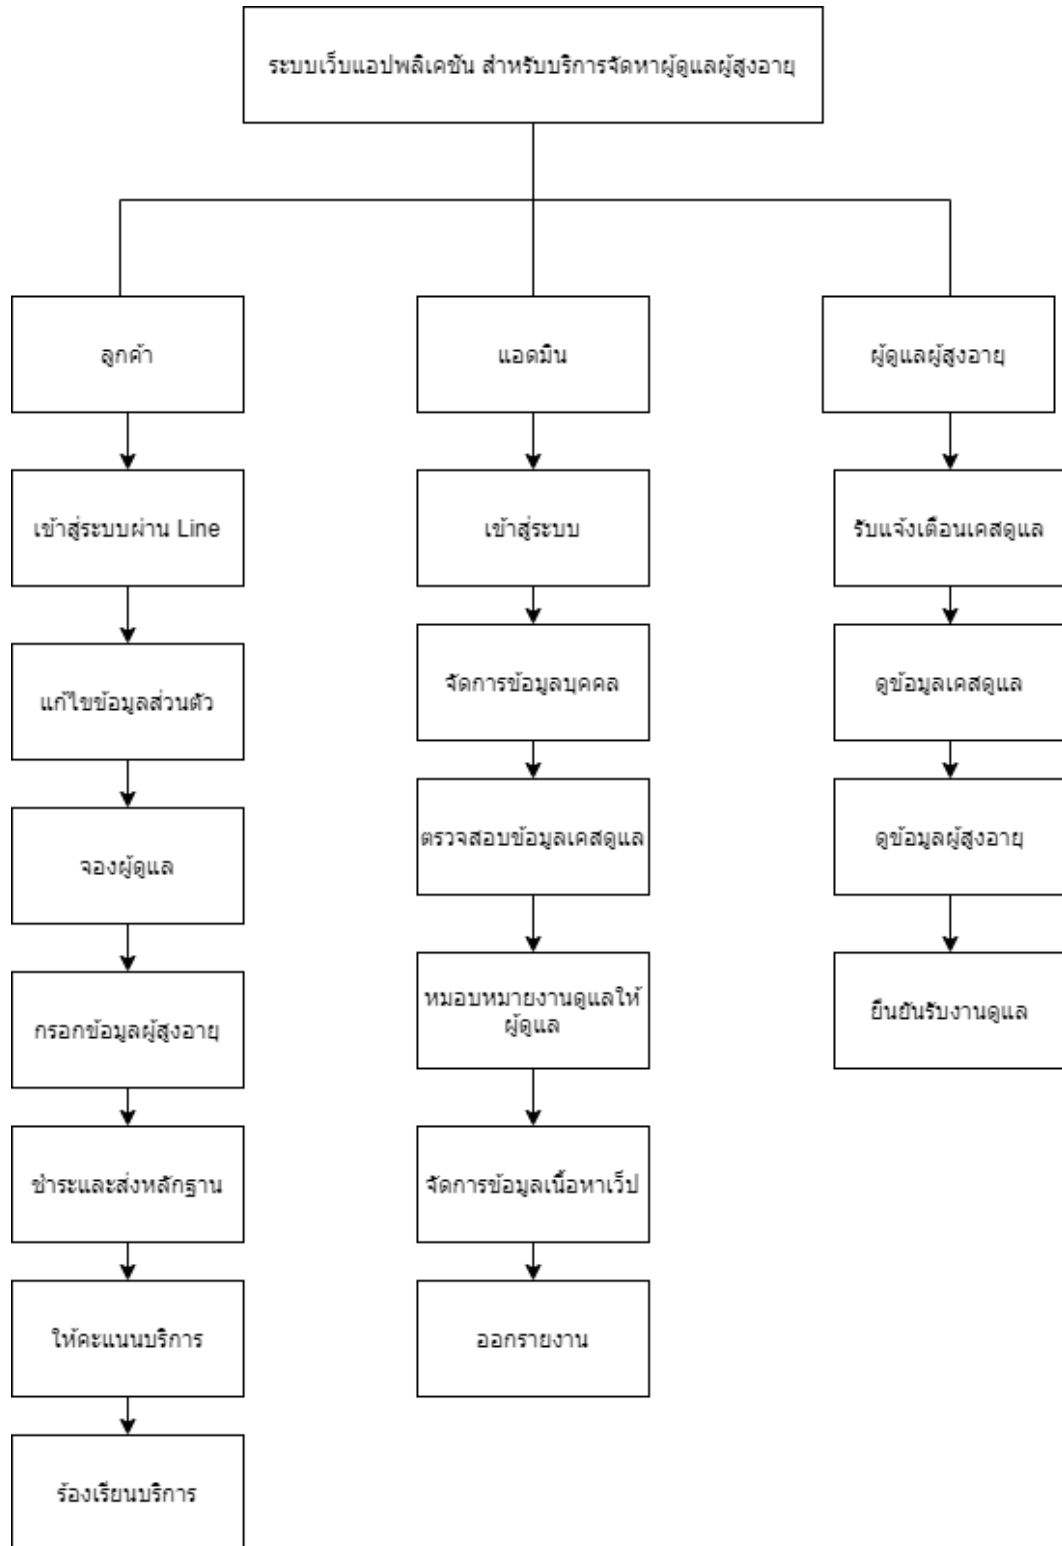 ระบบเว็บแอปพลิเคชัน สำหรับบริการจัดหาผู้ดูแลผู้สูงอายุ
ลูกค้า
แอดมิน
ผู้ดูแลผู้สูงอายุ
เข้าสู่ระบบผ่าน Line
เข้าสู่ระบบ
รับแจ้งเตือนเคสดูแล
แก้ไขข้อมูลส่วนตัว
จัดการข้อมูลบุคคล
ดูข้อมูลเคสดูแล
จองผู้ดูแล
ตรวจสอบข้อมูลเคสดูแล
ดูข้อมูลผู้สูงอายุ
กรอกข้อมูลผู้สูงอายุ
หมอบหมายงานดูแลให้
ผู้ดูแล
ยืนยันรับงานดูแล
ชำระและส่งหลักฐาน
จัดการข้อมูลเนื้อหาเว็ป
ให้คะแนนบริการ
ออกรายงาน
ร้องเรียนบริการ